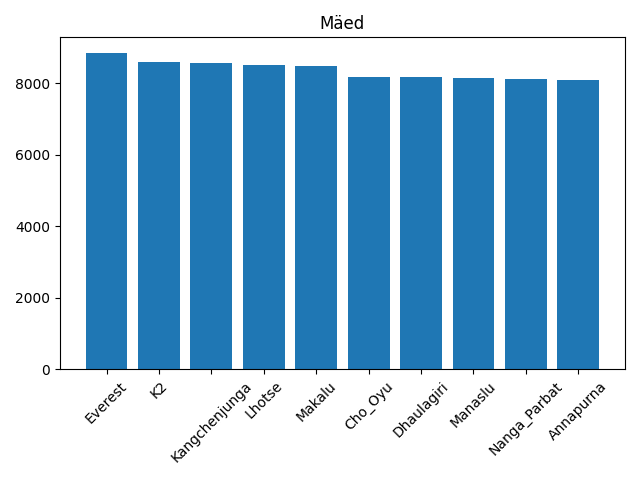 Mäed
8000
6000
4000
2000
0
Everest
K2
Kangchenjunga
Lhotse
Makalu
Cho_Oyu
Dhaulagiri
Manaslu
Nanga_Parbat
Annapurna